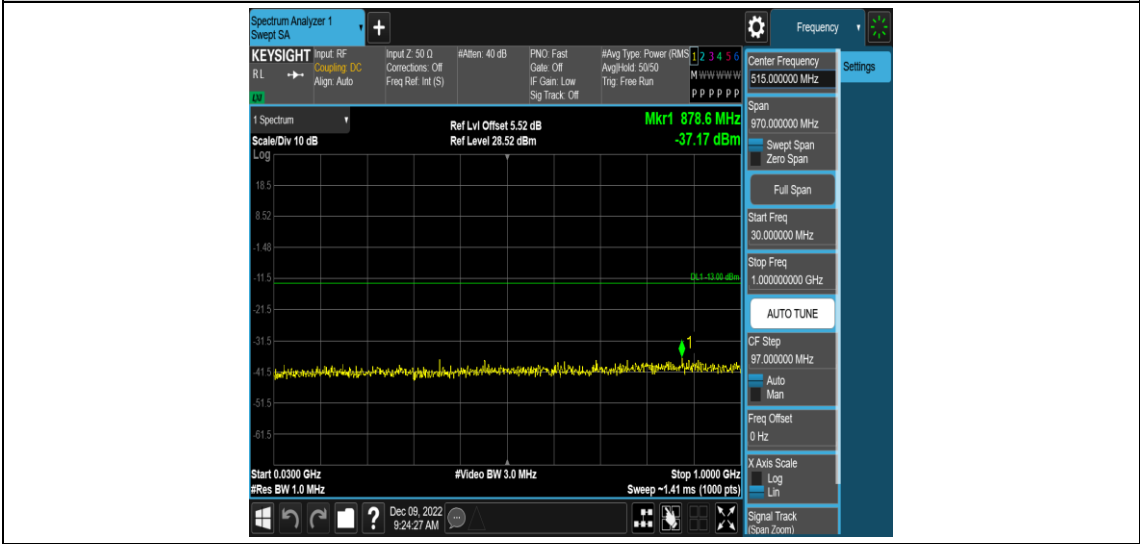 Spectrum Analyzer 1
Swept SA
+
Frequency
KEYSIGHT
RL
Input: RF
Coupling: DC
Align: Auto
Input Z: 50 Ω
Corrections: Off
Freq Ref: Int (S)
#Atten: 40 dB
PNO: Fast
Gate: Off
IF Gain: Low
Sig Track: Off
#Avg Type: Power (RMS
Avg|Hold: 50/50
Trig: Free Run
1 2 3 4 5 6
M W W W W W
P P P P P P
1 Spectrum
Scale/Div 10 dB
Log
Ref Lvl Offset 5.52 dB
Ref Level 28.52 dBm
Mkr1 878.6 MHz
-37.17 dBm
18.5
8.52
-1.48
-11.5
DL1 -13.00 dBm
-21.5
-31.5
1
-41.5
-51.5
-61.5
Start 0.0300 GHz
#Res BW 1.0 MHz
#Video BW 3.0 MHz
Stop 1.0000 GHz
Sweep ~1.41 ms (1000 pts)
?
Dec 09, 2022
9:24:27 AM
Center Frequency
515.000000 MHz
Settings
Span
970.000000 MHz
Swept Span
Zero Span
Full Span
Start Freq
30.000000 MHz
Stop Freq
1.000000000 GHz
AUTO TUNE
CF Step
97.000000 MHz
Auto
Man
Freq Offset
0 Hz
X Axis Scale
Log
Lin
Signal Track
(Span Zoom)